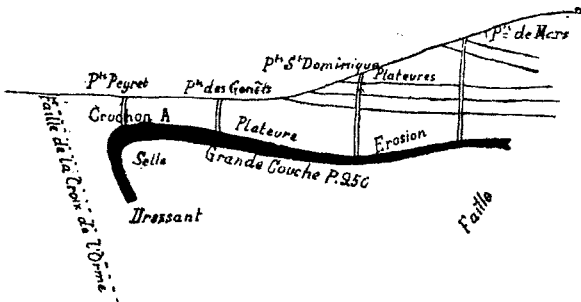 Pts de Mars
Pts St Dominique
Plateures
Pts Peyret
Pts des Genêts
Cruchon A
Plateure
Erosion
Selle
Grande Couche P.250
Dressant
Faille
Faille de la Croix de l'Orme